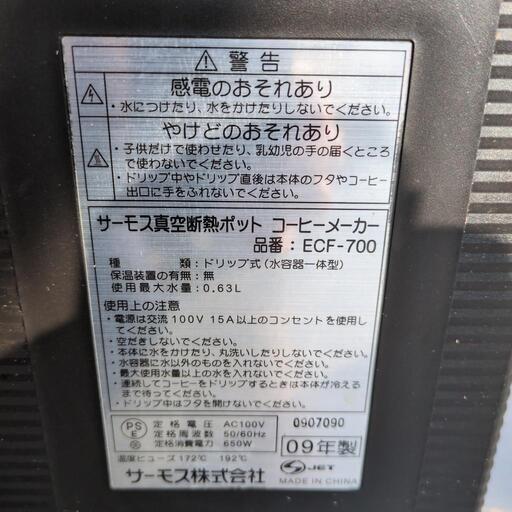 警告
感電のおそれあり
・水につけたり、水をかけたりしないでください。
やけどのおそれあり
・子供だけで使わせたり、乳幼児の手の届くところ
で使わないでください。
・ドリップ中やドリップ直後は本体のフタやコーヒー
出口に手をふれないでください。
サーモス真空断熱ポット コーヒーメーカー
品番：ECF-700
種類：ドリップ式(水容器一体型)
保温装置の有無：無
使用最大水量：0.63L
使用上の注意
・電源は交流100V 15A以上のコンセントを使用し
てください。
・空だきしないでください。
・本体に水をかけたり、丸洗いしたりしないでください。
・水容器に水以外のものを入れないでください。
・最大使用水量以上の水を入れないでください。
・連続してコーヒーをドリップするときは本体が冷える
まで待ってください。
・ドリップ中はフタを開けないでください。
PS
E
定格電圧 AC100V
定格周波数 50/60Hz
定格消費電力 650W
0907090
09年製
温度ヒューズ 172℃ 192℃
サーモス株式会社
JET
MADE IN CHINA